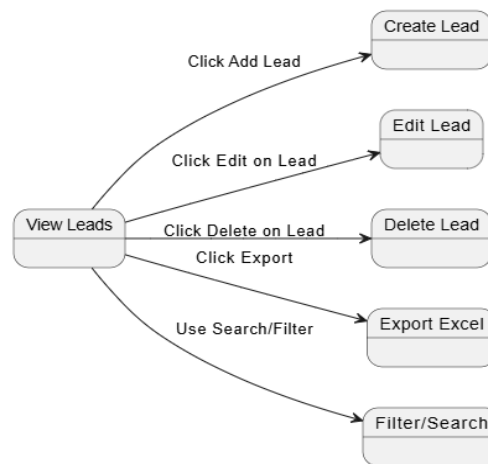 Create Lead
Click Add Lead
Edit Lead
Click Edit on Lead
View Leads
Delete Lead
Click Delete on Lead
Click Export
Export Excel
Use Search/Filter
Filter/Search